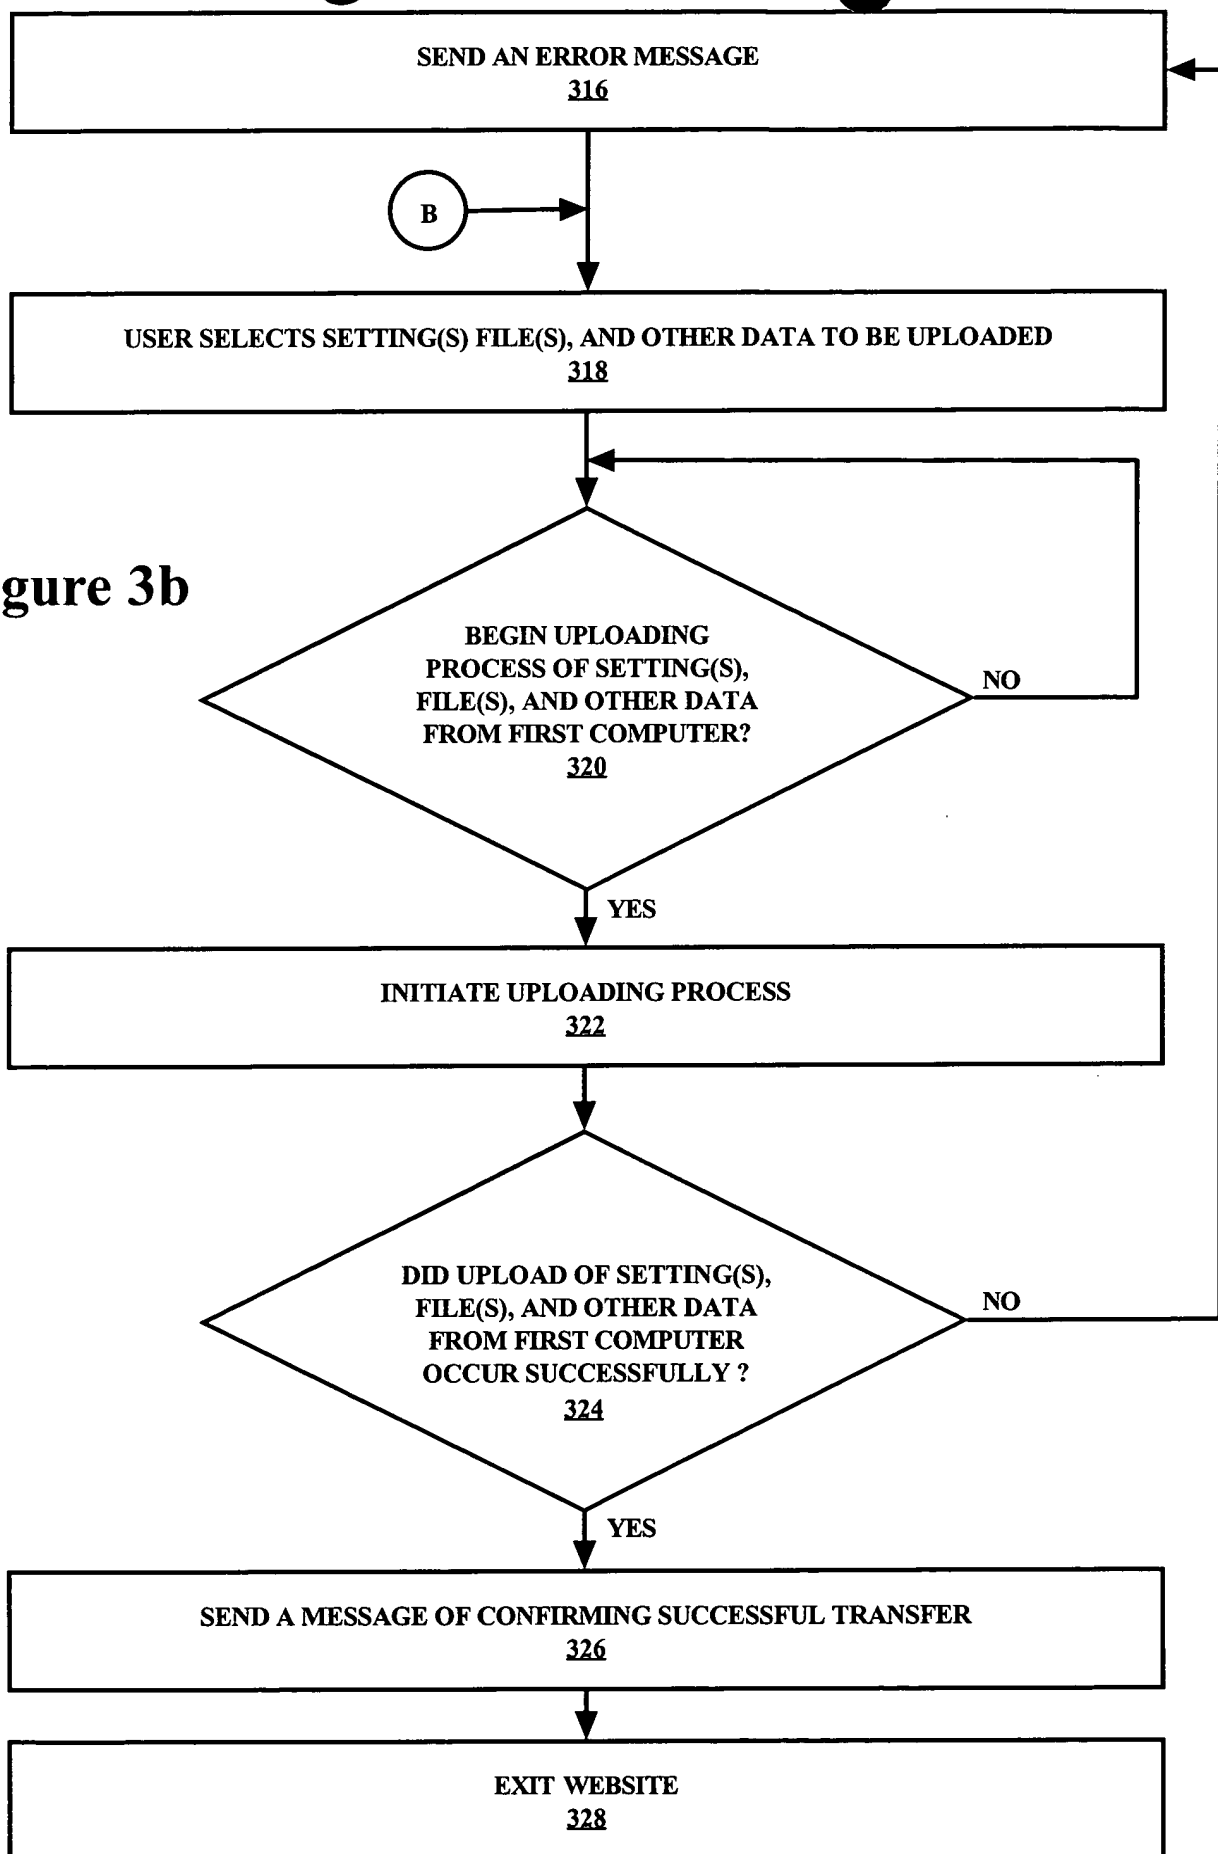 SEND AN ERROR MESSAGE
316
B
USER SELECTS SETTING(S) FILE(S), AND OTHER DATA TO BE UPLOADED
318
gure 3b
BEGIN UPLOADING
PROCESS OF SETTING(S),
FILE(S), AND OTHER DATA
FROM FIRST COMPUTER?
320
NO
YES
INITIATE UPLOADING PROCESS
322
DID UPLOAD OF SETTING(S),
FILE(S), AND OTHER DATA
FROM FIRST COMPUTER
OCCUR SUCCESSFULLY ?
324
NO
YES
SEND A MESSAGE OF CONFIRMING SUCCESSFUL TRANSFER
326
EXIT WEBSITE
328